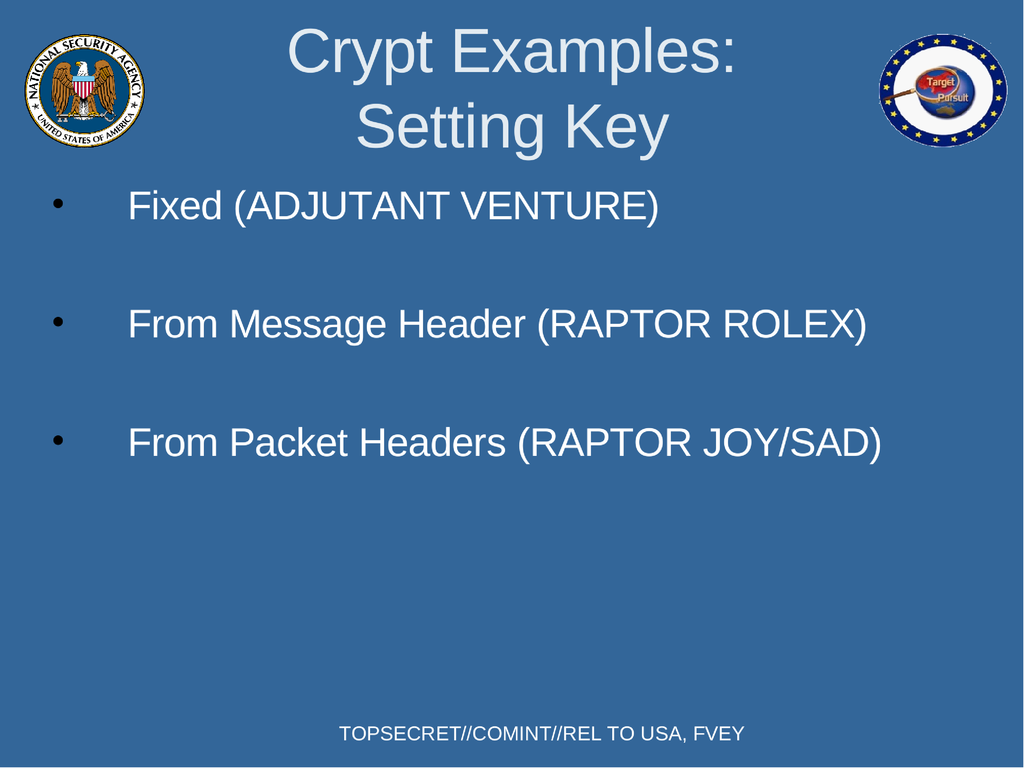 NATIONAL SECURITY AGENCY
UNITED STATES OF AMERICA
Crypt Examples:
Setting Key
Target
Pursuit
• Fixed (ADJUTANT VENTURE)
• From Message Header (RAPTOR ROLEX)
• From Packet Headers (RAPTOR JOY/SAD)
TOPSECRET//COMINT//REL TO USA, FVEY